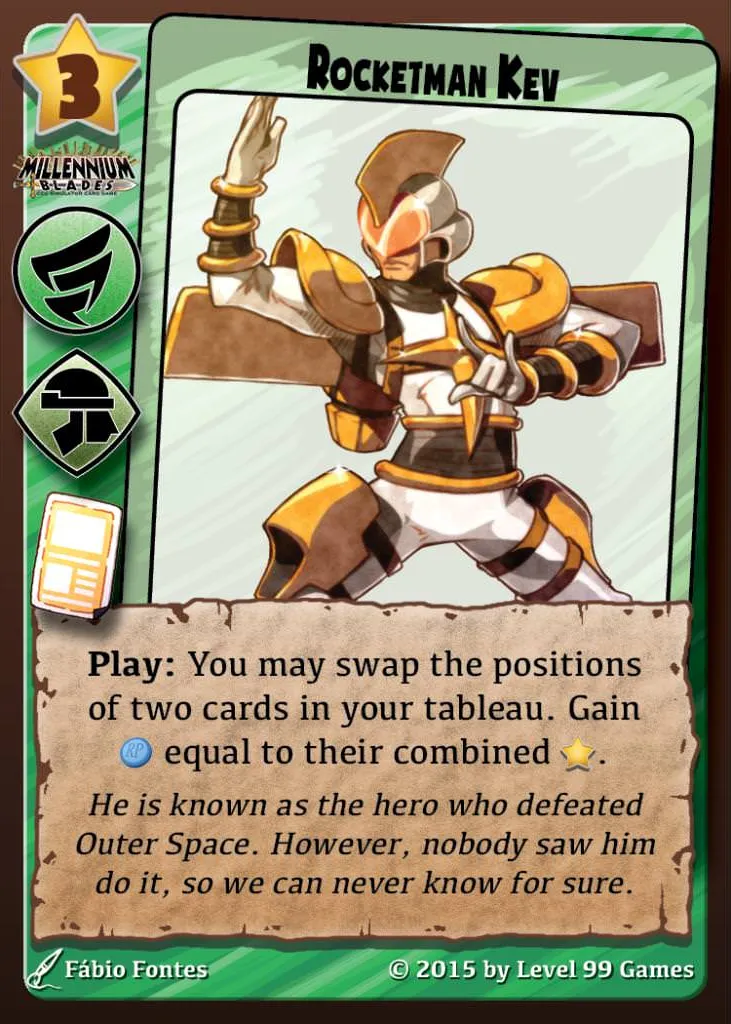 Rocketman Kev
3
MILLENNIUM
BLADES
Play: You may swap the positions
of two cards in your tableau. Gain
RP equal to their combined .
He is known as the hero who defeated
Outer Space. However, nobody saw him
do it, so we can never know for sure.
Fábio Fontes
© 2015 by Level 99 Games